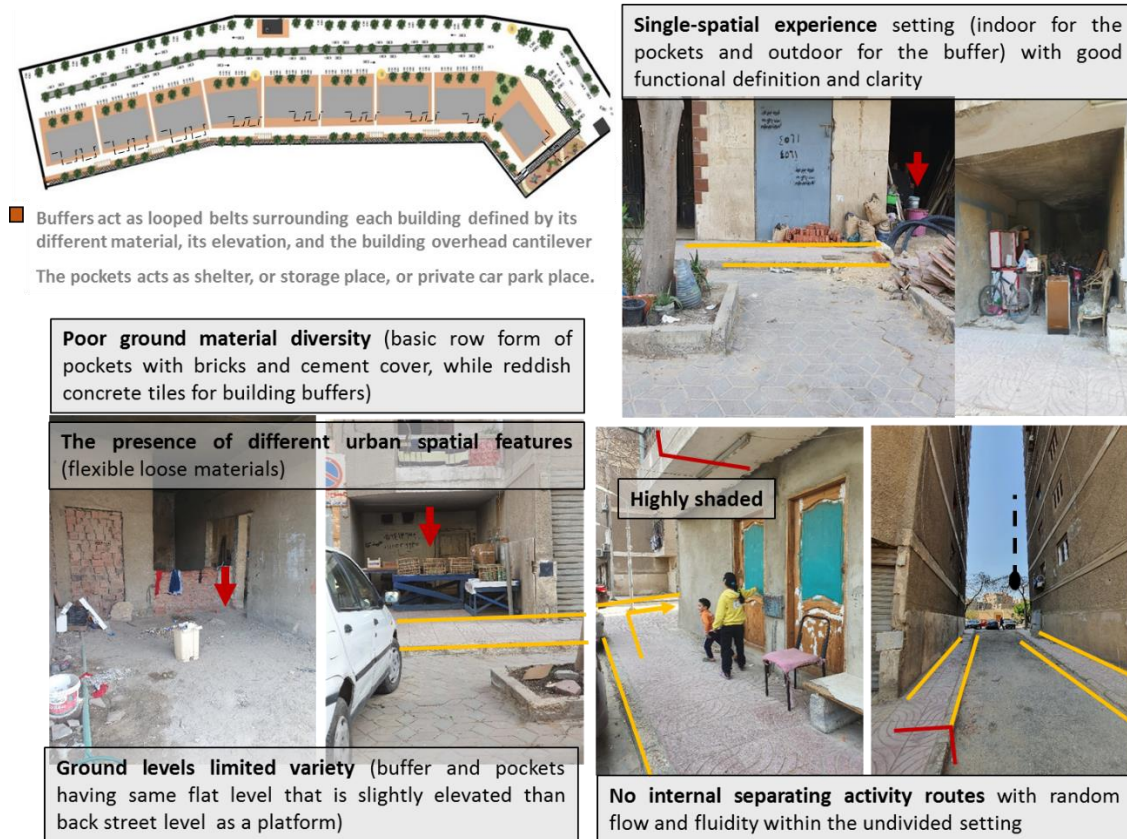 Single-spatial experience setting (indoor for the
pockets and outdoor for the buffer) with good
functional definition and clarity
Buffers act as looped belts surrounding each building defined by its
different material, its elevation, and the building overhead cantilever
The pockets acts as shelter, or storage place, or private car park place.
Poor ground material diversity (basic row form of
pockets with bricks and cement cover, while reddish
concrete tiles for building buffers)
The presence of different urban spatial features
(flexible loose materials)
Highly shaded
Ground levels limited variety (buffer and pockets
having same flat level that is slightly elevated than
back street level as a platform)
No internal separating activity routes with random
flow and fluidity within the undivided setting